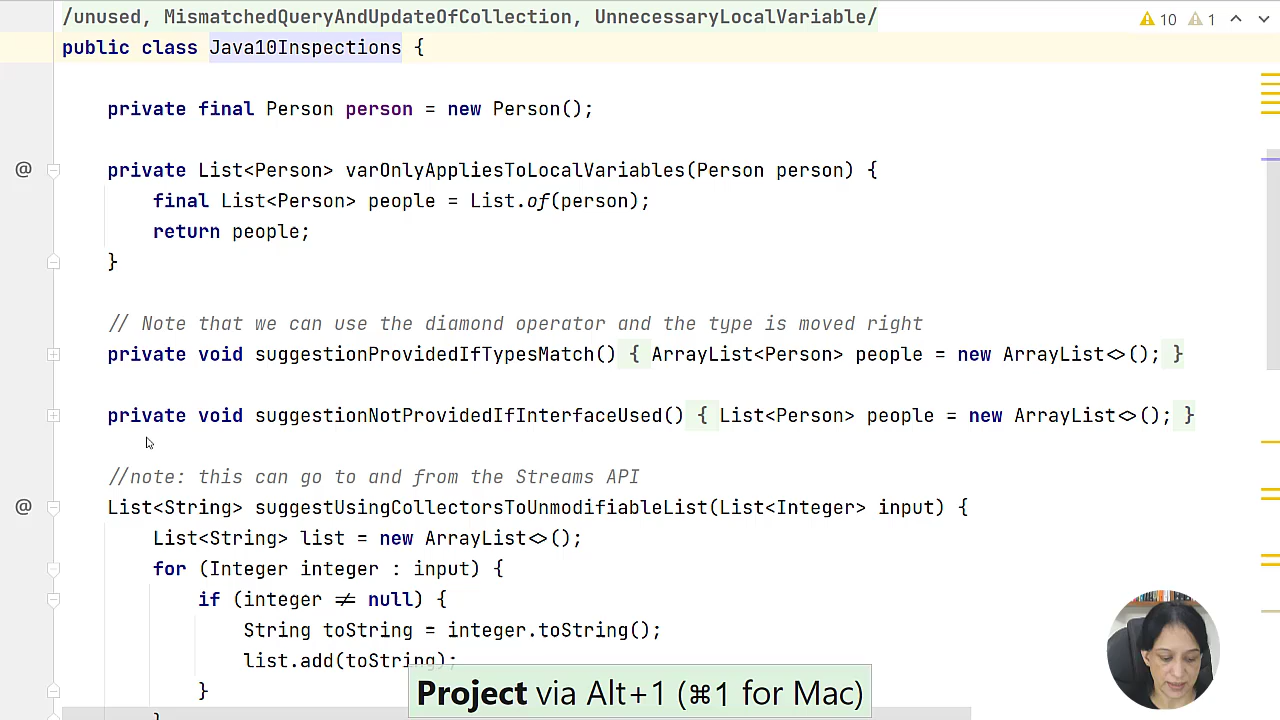 /unused, MismatchedQueryAndUpdateOfCollection, UnnecessaryLocalVariable/
10 1
public class Java10Inspections {
private final Person person = new Person();
@ private List<Person> varOnlyAppliesToLocalVariables(Person person) {
final List<Person> people = List.of(person);
return people;
}
// Note that we can use the diamond operator and the type is moved right
private void suggestionProvidedIfTypesMatch() { ArrayList<Person> people = new ArrayList<>(); }
private void suggestionNotProvidedIfInterfaceUsed() { List<Person> people = new ArrayList<>(); }
//note: this can go to and from the Streams API
@ List<String> suggestUsingCollectorsToUnmodifiableList(List<Integer> input) {
List<String> list = new ArrayList<>();
for (Integer integer : input) {
if (integer != null) {
String toString = integer.toString();
list.add(toString);
}
Project via Alt+1 (⌘1 for Mac)